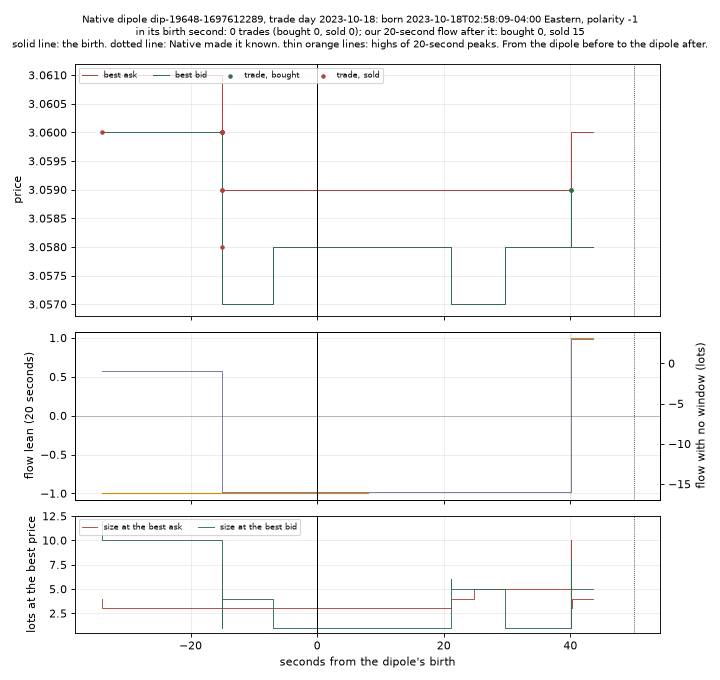 Native dipole dip-19648-1697612289, trade day 2023-10-18: born 2023-10-18T02:58:09-04:00 Eastern, polarity -1
in its birth second: 0 trades (bought 0, sold 0); our 20-second flow after it: bought 0, sold 15
solid line: the birth. dotted line: Native made it known. thin orange lines: highs of 20-second peaks. From the dipole before to the dipole after.
best ask
best bid
trade, bought
trade, sold
3.0610
3.0605
3.0600
3.0595
3.0590
3.0585
3.0580
3.0575
3.0570
price
1.0
0.5
0.0
−0.5
−1.0
flow lean (20 seconds)
0
−5
−10
−15
flow with no window (lots)
size at the best ask
size at the best bid
12.5
10.0
7.5
5.0
2.5
lots at the best price
−20
0
20
40
seconds from the dipole's birth